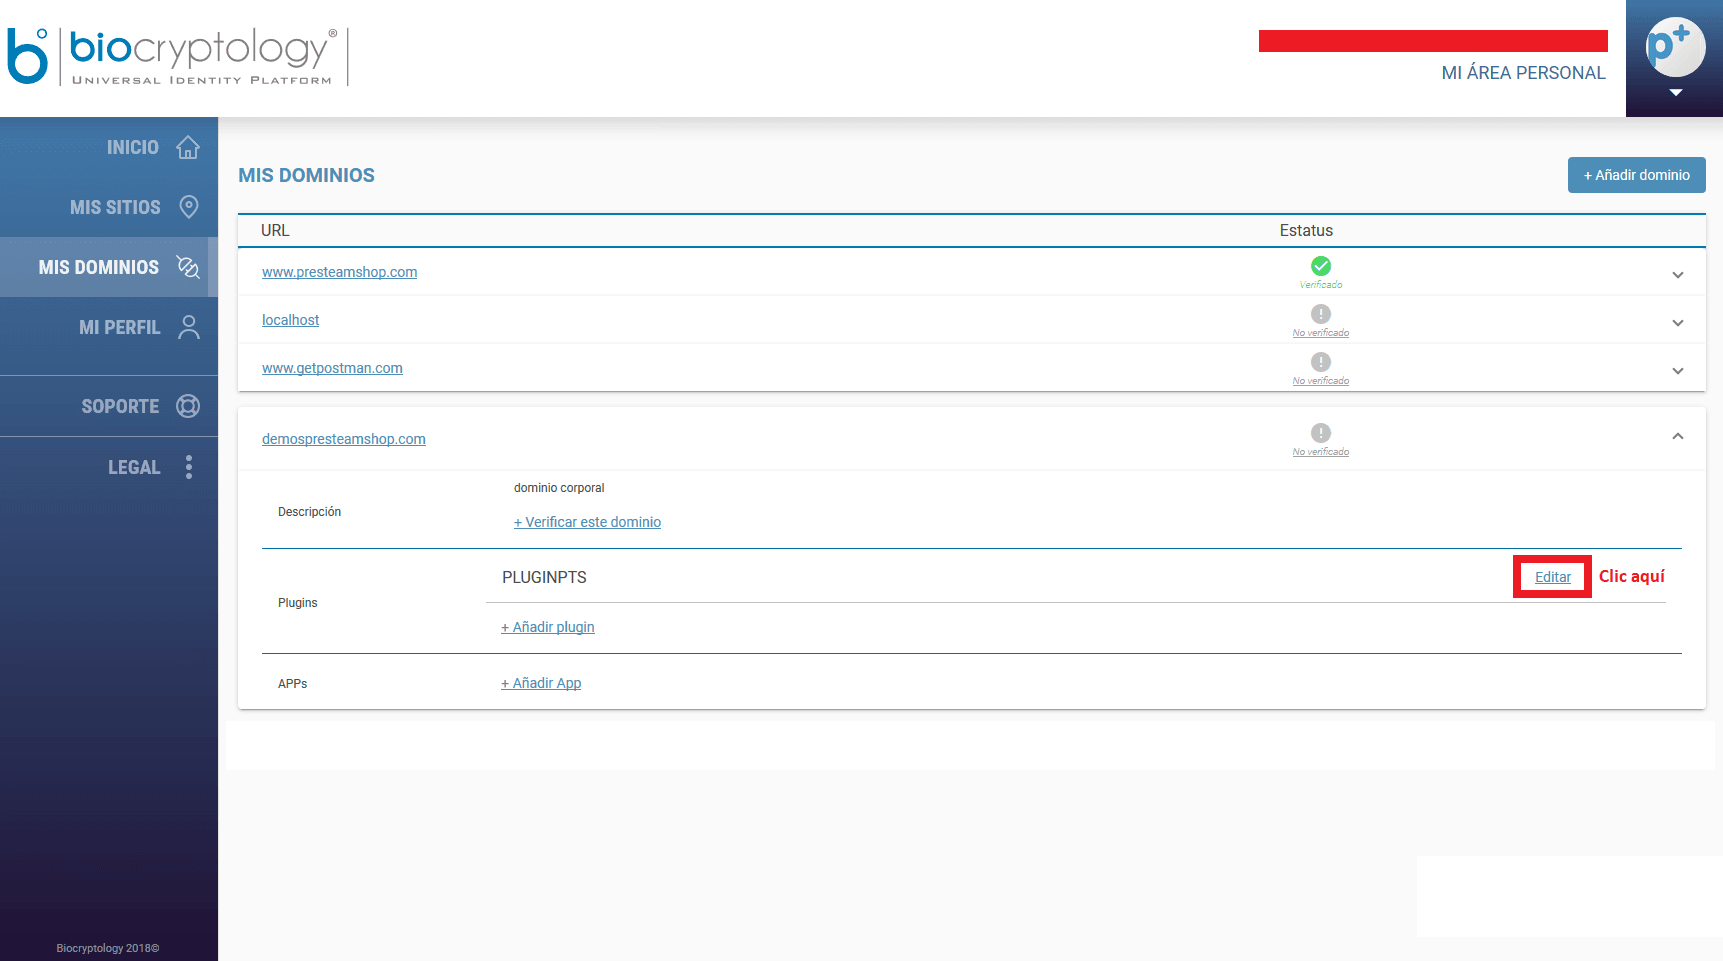 biocryptology®
UNIVERSAL IDENTITY PLATFORM
MI ÁREA PERSONAL
p+
INICIO
MIS SITIOS
MIS DOMINIOS
MI PERFIL
SOPORTE
LEGAL
Biocryptology 2018©
MIS DOMINIOS
+ Añadir dominio
URL Estatus
www.presteamshop.com
Verificado
localhost
No verificado
www.getpostman.com
No verificado
demospresteamshop.com
No verificado
dominio corporal
Descripción
+ Verificar este dominio
PLUGINPTS Editar Clic aquí
Plugins
+ Añadir plugin
APPs + Añadir App